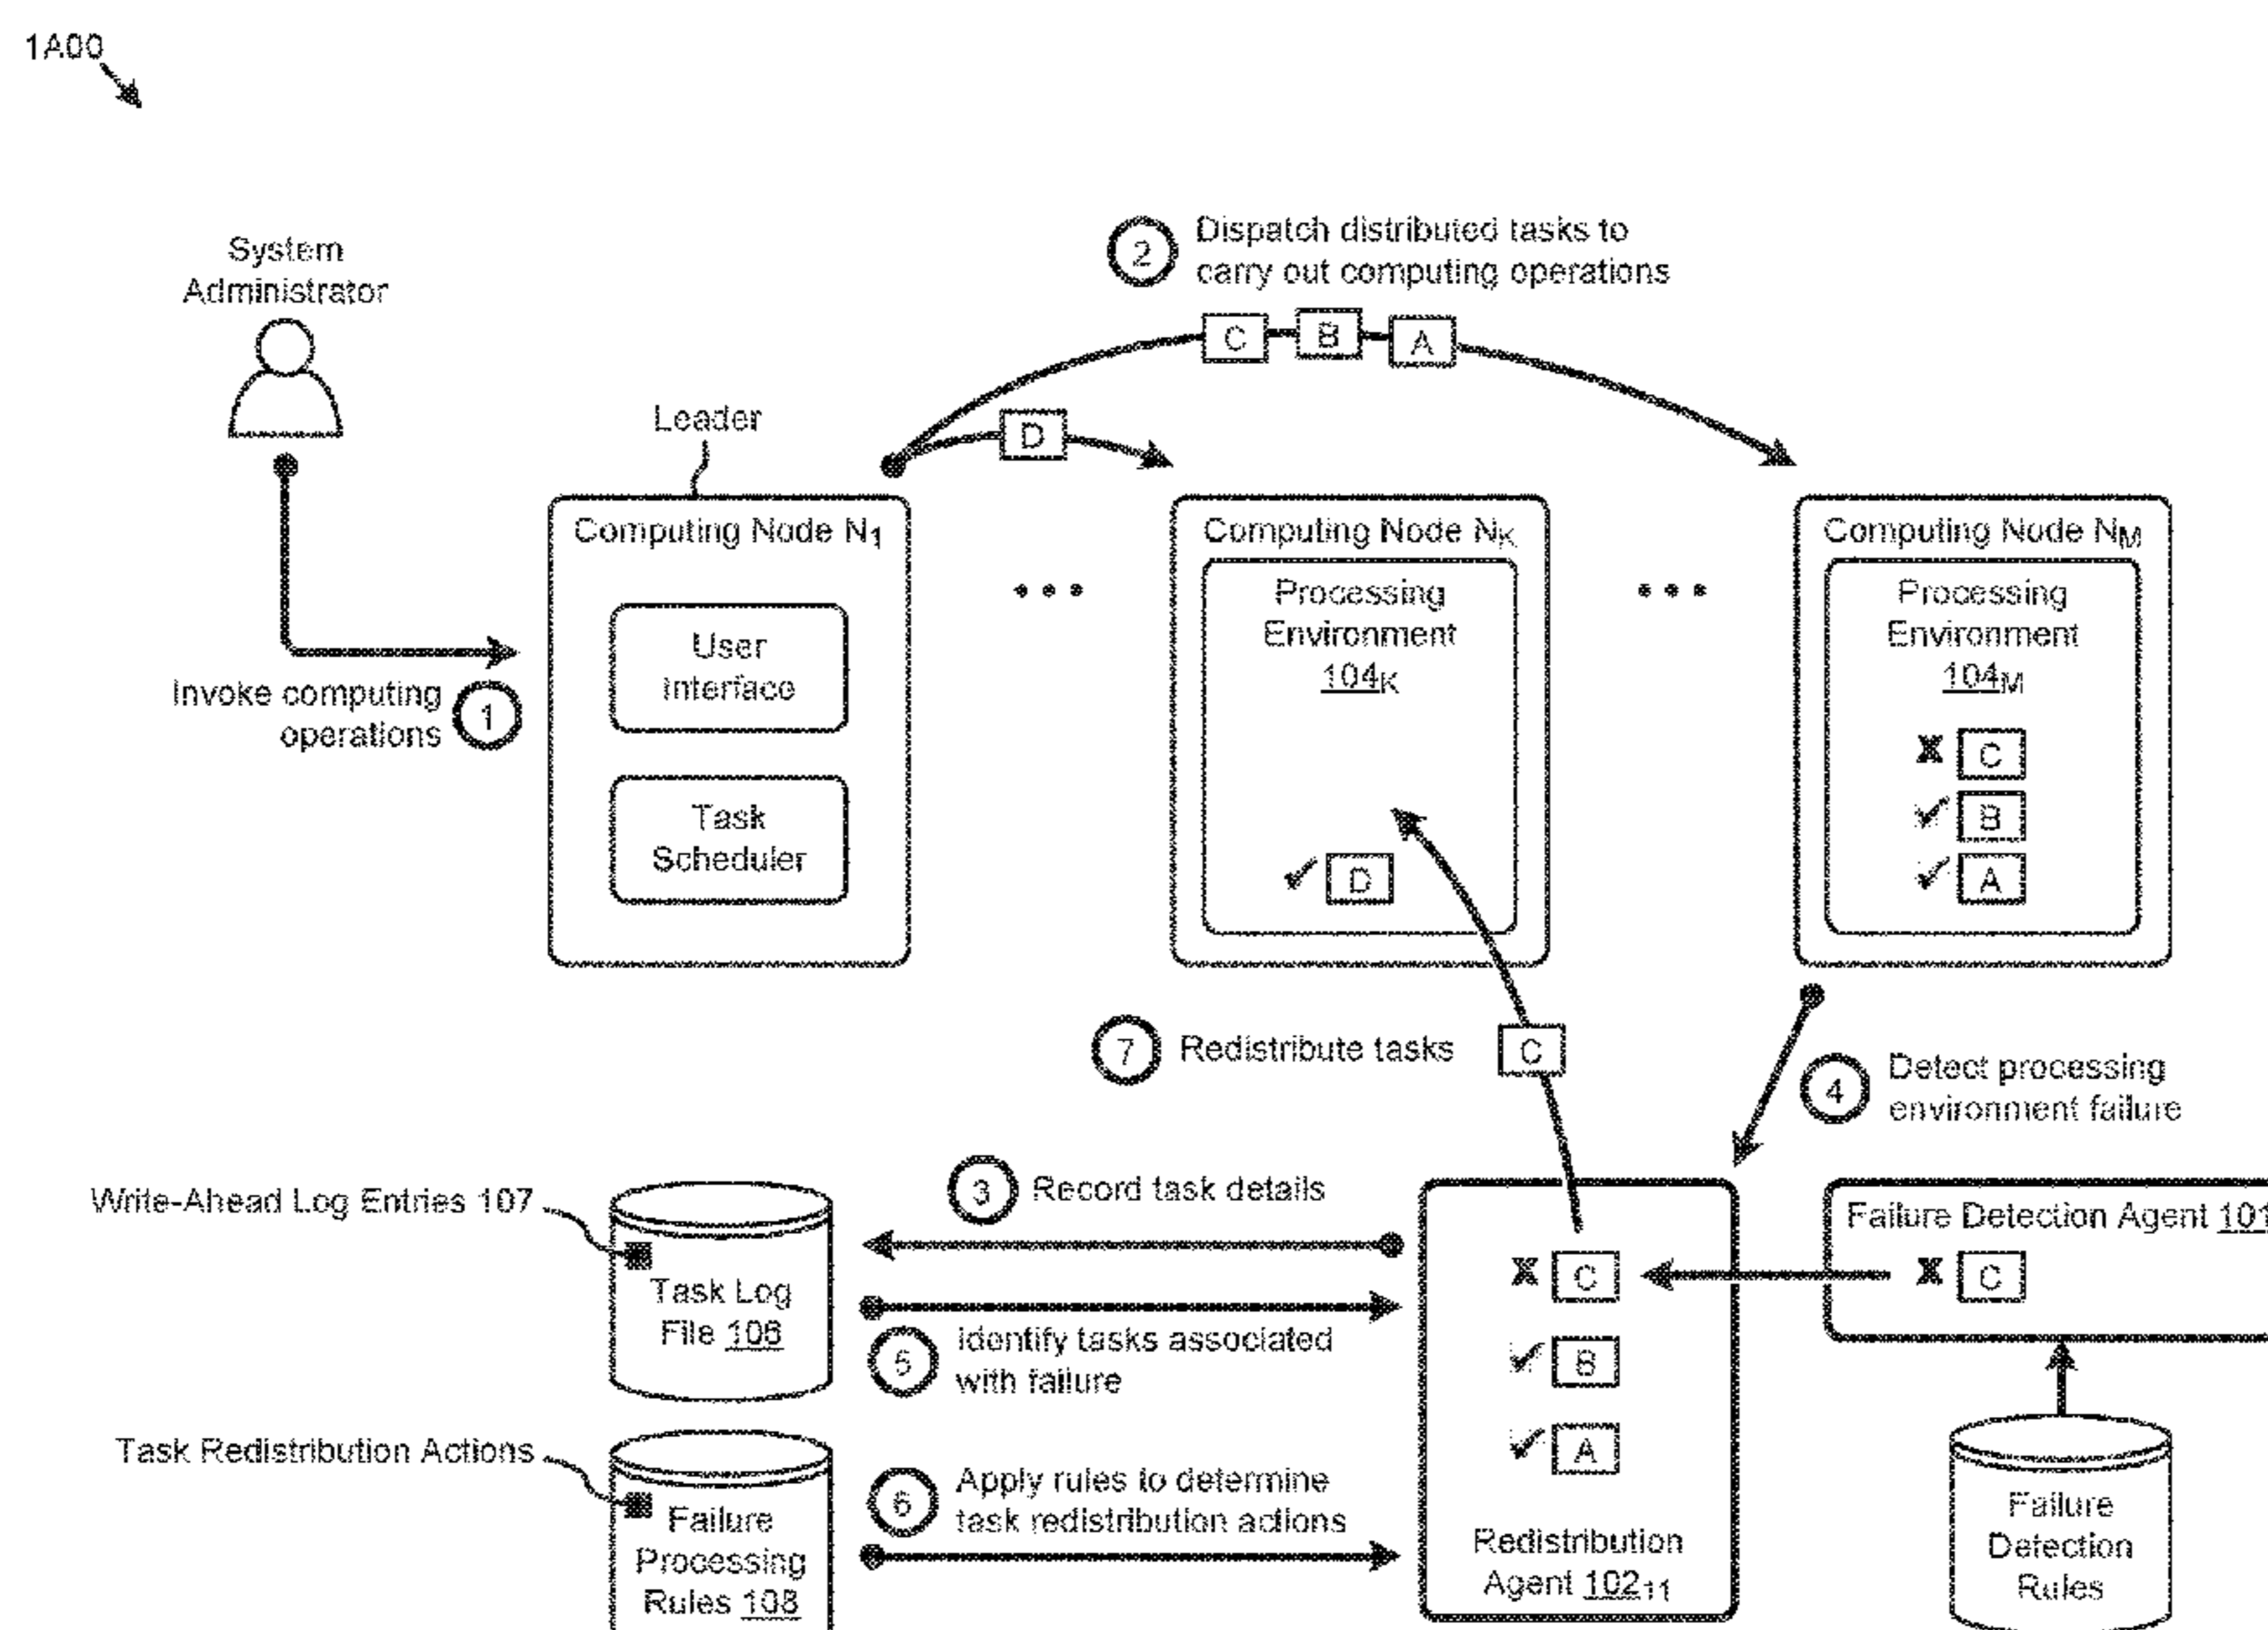 1A00
System
Administrator
2
Dispatch distributed tasks to
carry out computing operations
C
B
A
D
Leader
Computing Node N1
User
Interface
Task
Scheduler
Invoke computing
operations
1
Computing Node NK
Processing
Environment
104K
D
Computing Node NM
Processing
Environment
104M
C
B
A
7
Redistribute tasks
C
4
Detect processing
environment failure
Write-Ahead Log Entries 107
Task Log
File 106
3
Record task details
5
Identify tasks associated
with failure
Task Redistribution Actions
Failure
Processing
Rules 108
6
Apply rules to determine
task redistribution actions
C
B
A
Redistribution
Agent 10211
Failure Detection Agent 101
C
Failure
Detection
Rules